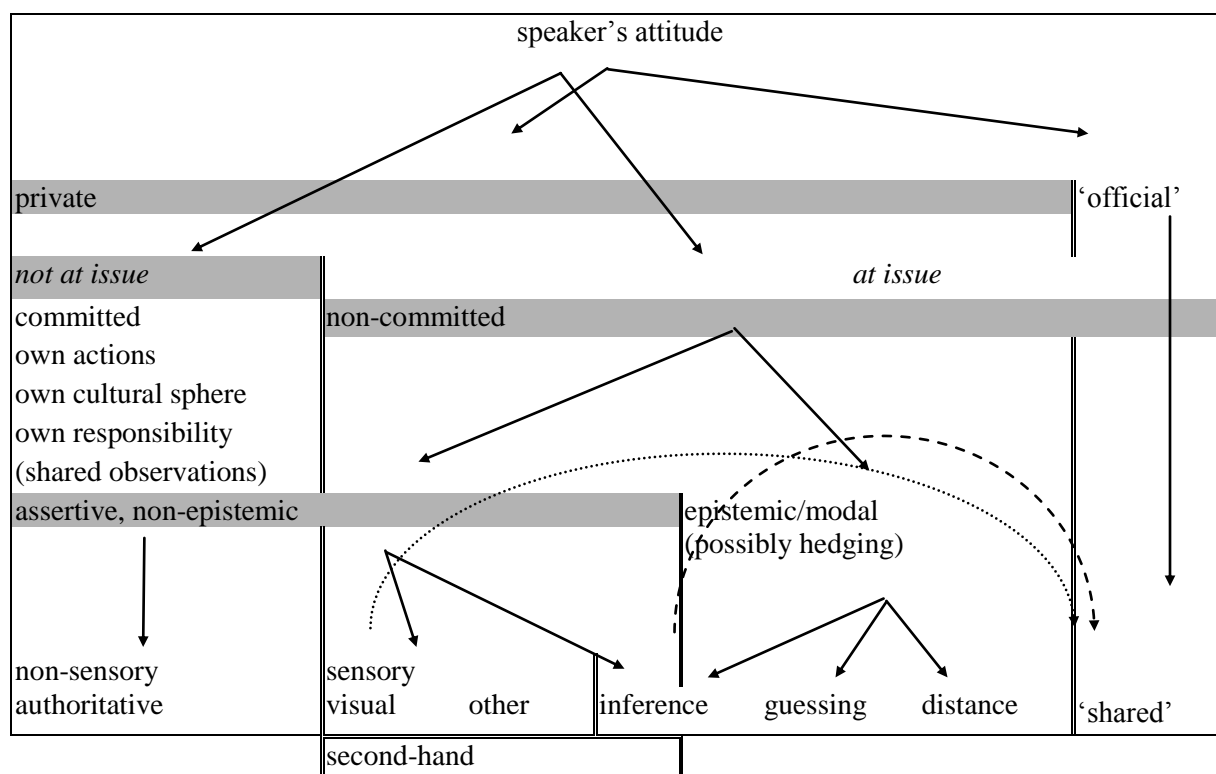 speaker's attitude
private ‘official’
not at issue at issue
committed non-committed
own actions
own cultural sphere
own responsibility
(shared observations)
assertive, non-epistemic epistemic/modal
(possibly hedging)
non-sensory sensory
authoritative visual other inference guessing distance ‘shared’
second-hand